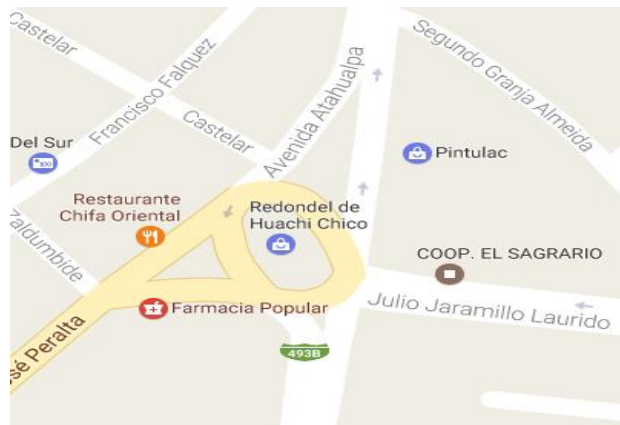 Castelar
Francisco Falquez
Segundo Granja Almeida
Castelar
Avenida Atahualpa
Del Sur
Pintulac
Restaurante
Chifa Oriental
Redondel de
Huachi Chico
Zaldumbide
COOP. EL SAGRARIO
Farmacia Popular
Julio Jaramillo Laurido
osé Peralta
493B